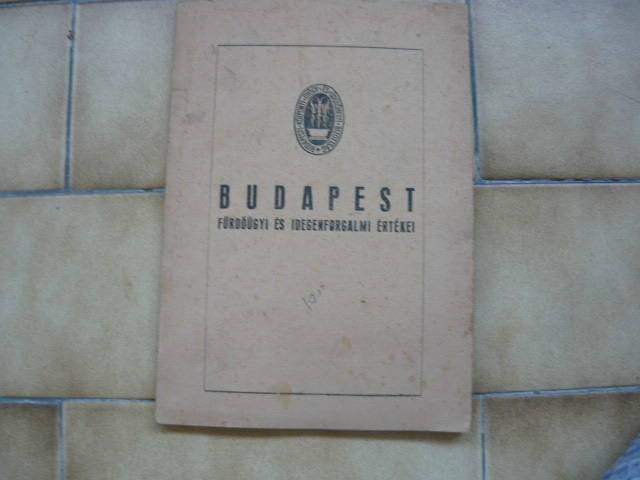 BUDAPEST
FÜRDŐÜGYI ÉS IDEGENFORGALMI ÉRTÉKEI